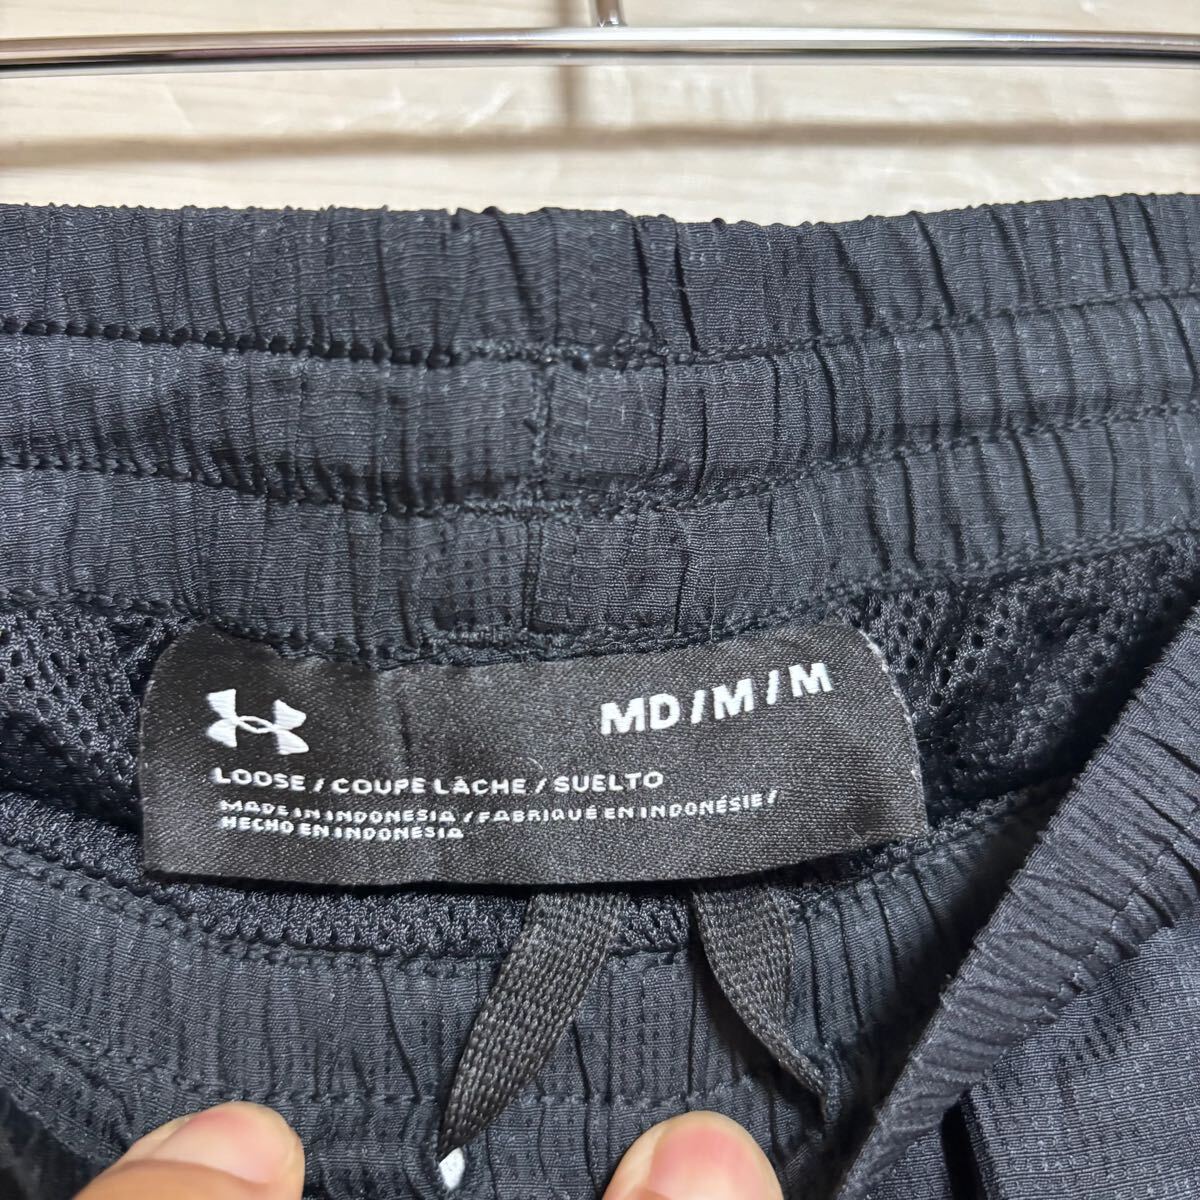 MD/M/M
LOOSE / COUPE LÂCHE / SUELTO
MADE IN INDONESIA / FABRIQUÉ EN INDONÉSIE /
HECHO EN INDONESIA